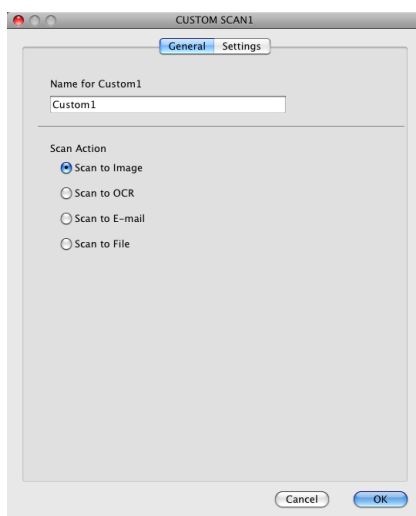 CUSTOM SCAN1
General Settings
Name for Custom1
Custom1
Scan Action
Scan to Image
Scan to OCR
Scan to E-mail
Scan to File
Cancel OK